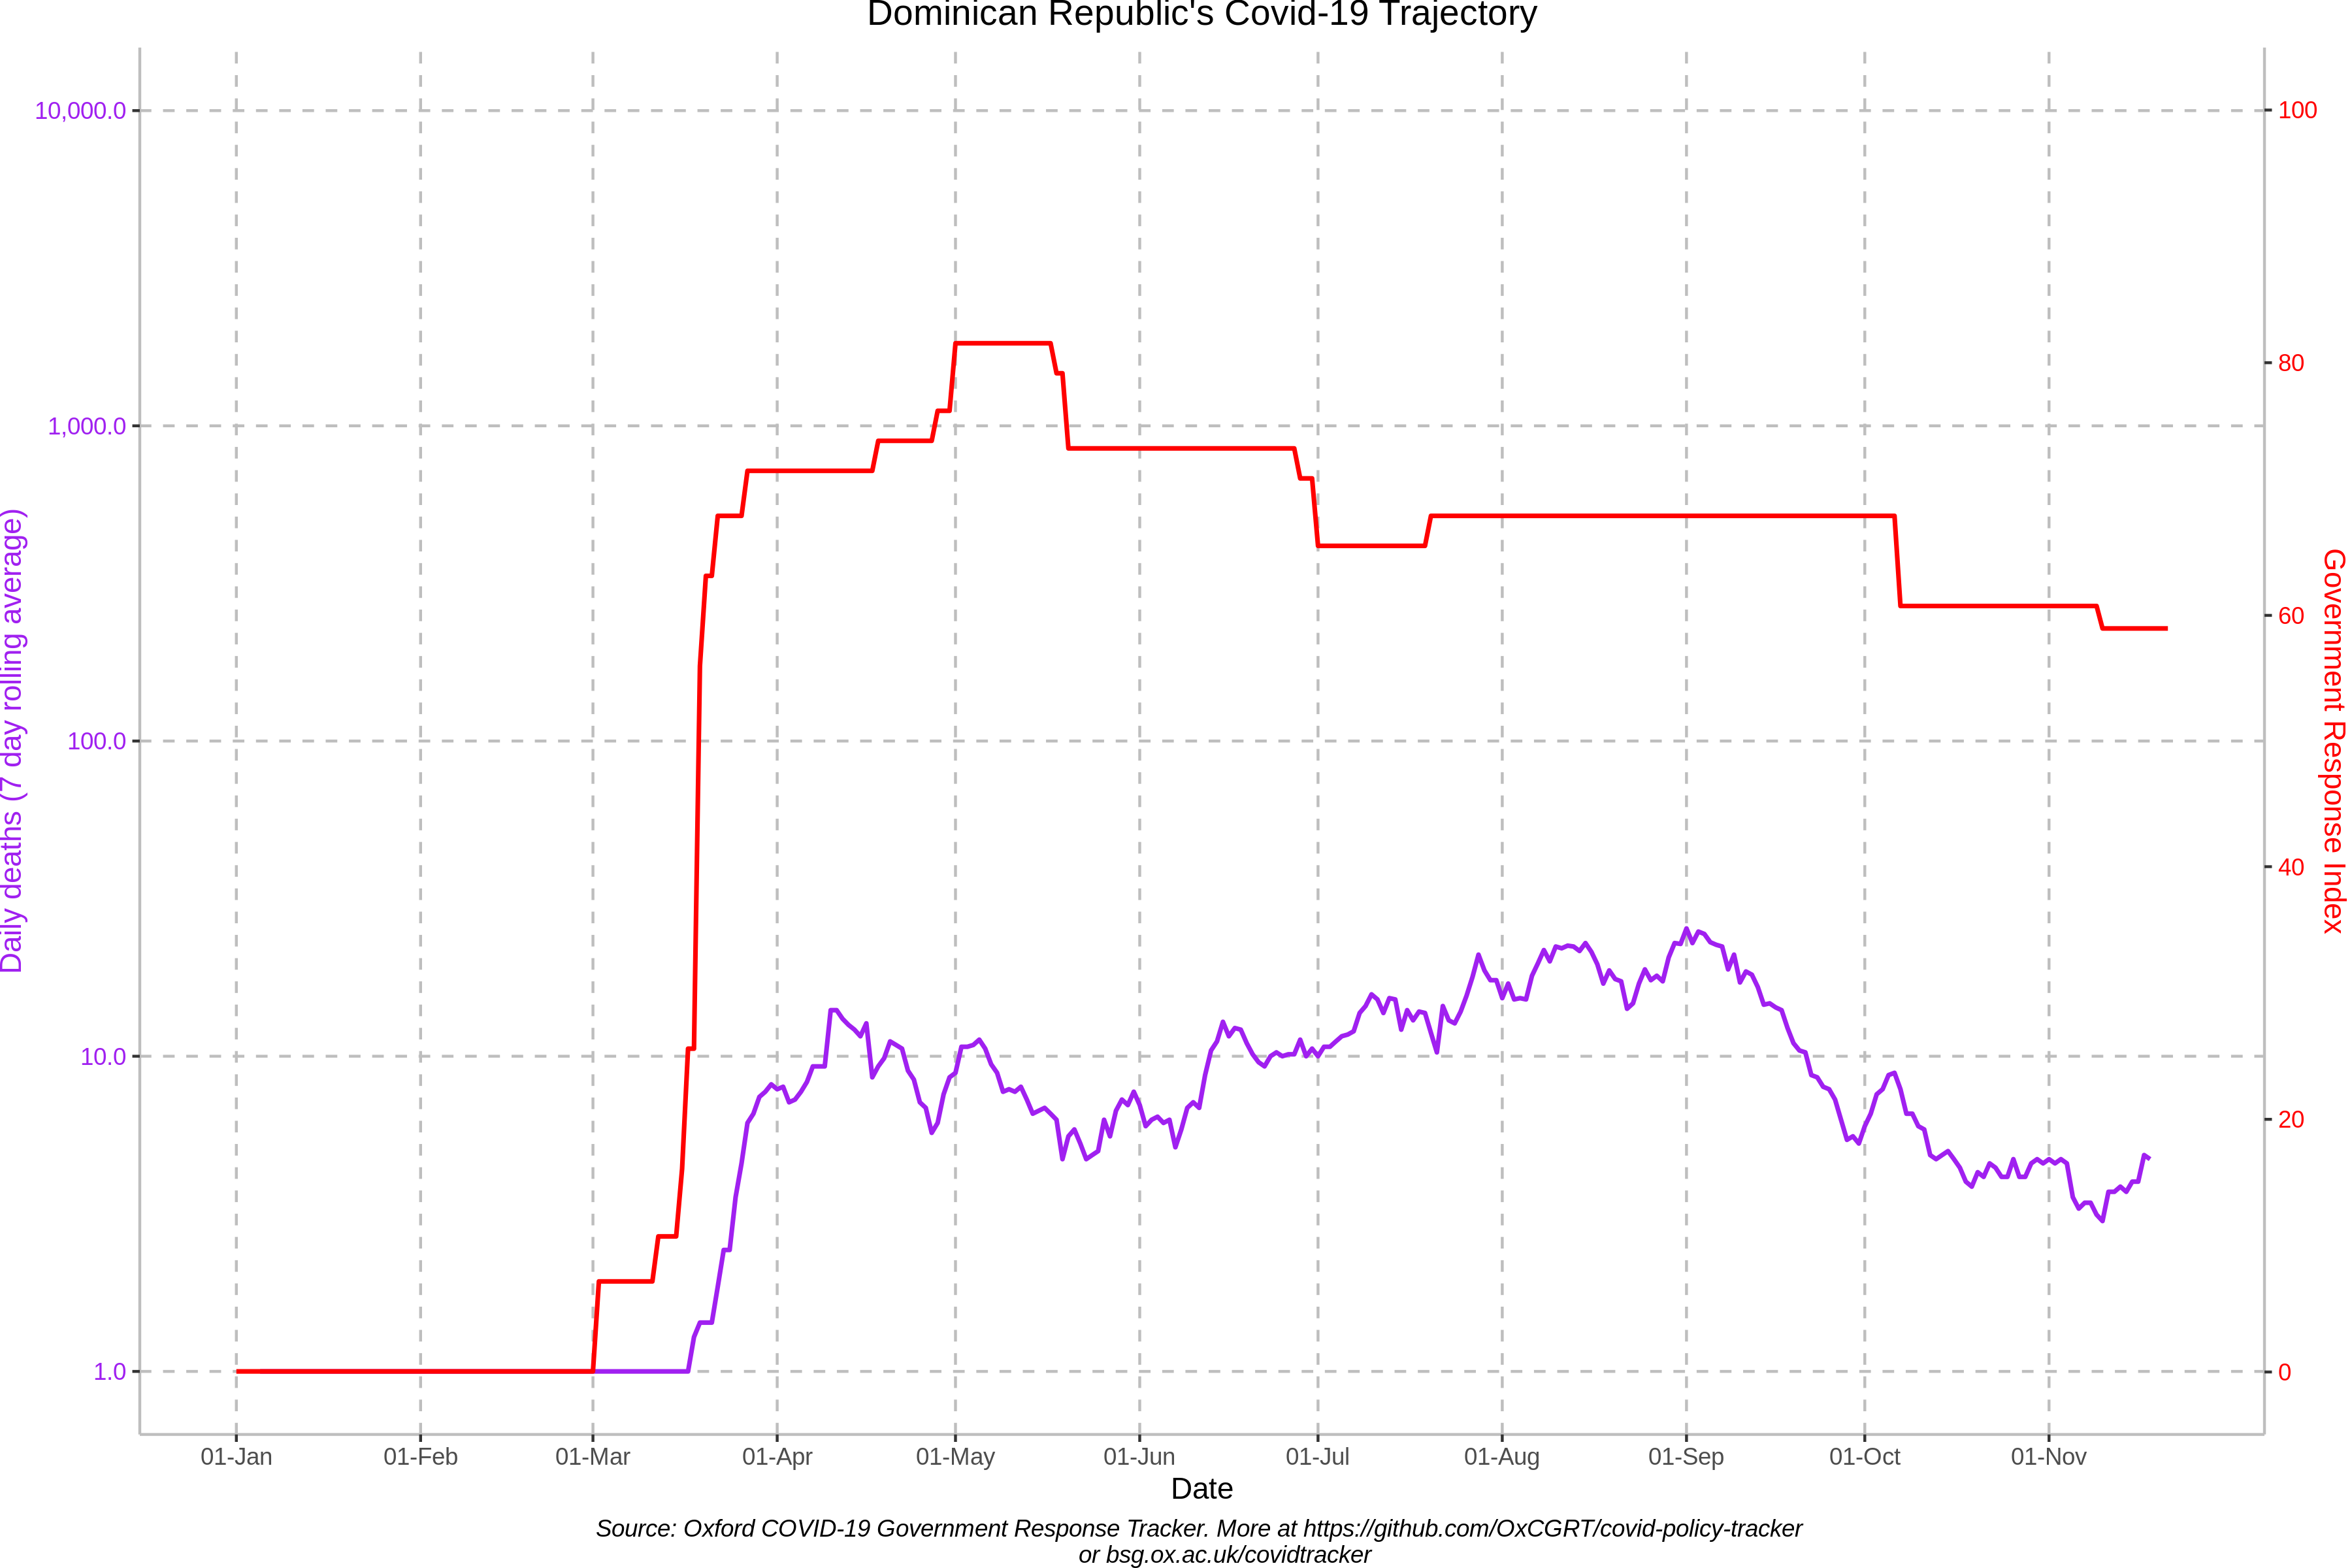 Dominican Republic's Covid-19 Trajectory
10,000.0
1,000.0
100.0
10.0
1.0
Daily deaths (7 day rolling average)
100
80
60
40
20
0
Government Response Index
01-Jan 01-Feb 01-Mar 01-Apr 01-May 01-Jun 01-Jul 01-Aug 01-Sep 01-Oct 01-Nov
Date
Source: Oxford COVID-19 Government Response Tracker. More at https://github.com/OxCGRT/covid-policy-tracker
or bsg.ox.ac.uk/covidtracker